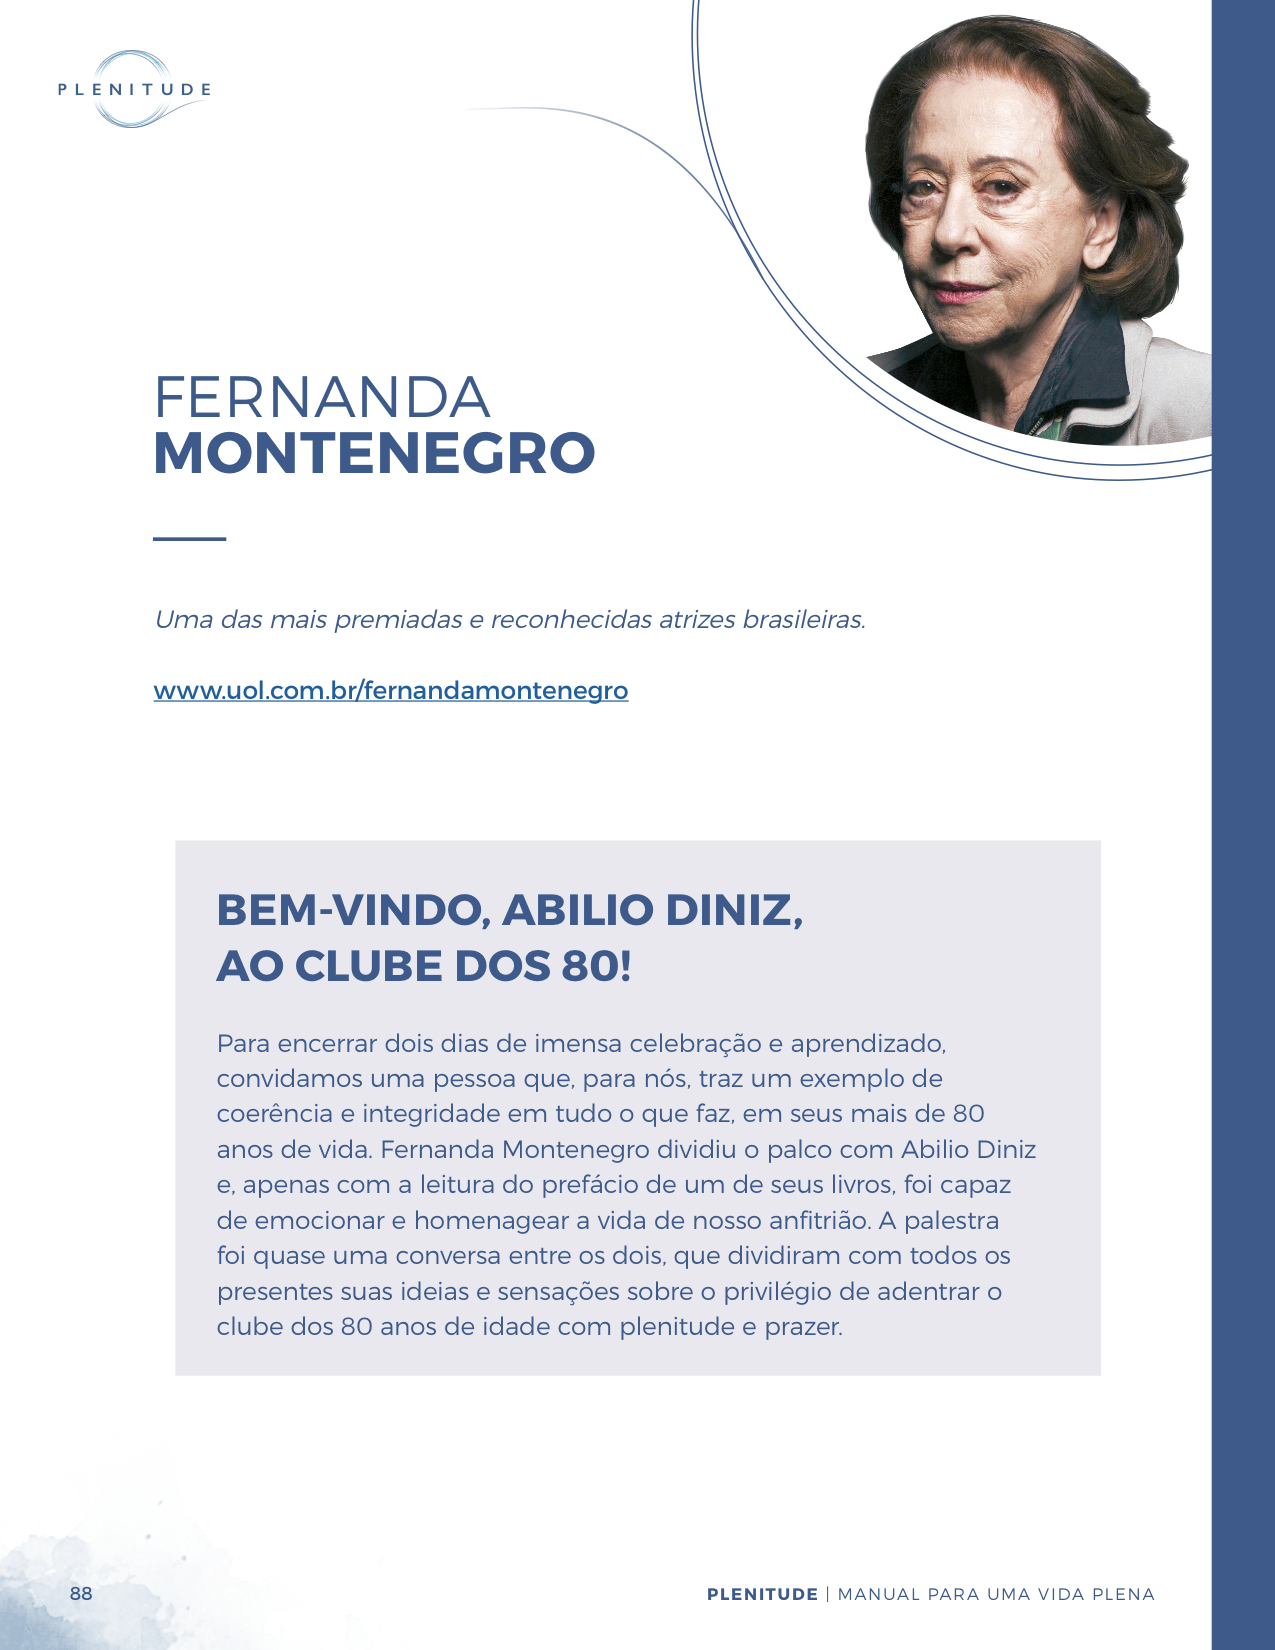 PLENITUDE
FERNANDA
MONTENEGRO
Uma das mais premiadas e reconhecidas atrizes brasileiras.
www.uol.com.br/fernandamontenegro
BEM-VINDO, ABILIO DINIZ,
AO CLUBE DOS 80!
Para encerrar dois dias de imensa celebração e aprendizado,
convidamos uma pessoa que, para nós, traz um exemplo de
coerência e integridade em tudo o que faz, em seus mais de 80
anos de vida. Fernanda Montenegro dividiu o palco com Abilio Diniz
e, apenas com a leitura do prefácio de um de seus livros, foi capaz
de emocionar e homenagear a vida de nosso anfitrião. A palestra
foi quase uma conversa entre os dois, que dividiram com todos os
presentes suas ideias e sensações sobre o privilégio de adentrar o
clube dos 80 anos de idade com plenitude e prazer.
88
PLENITUDE | MANUAL PARA UMA VIDA PLENA